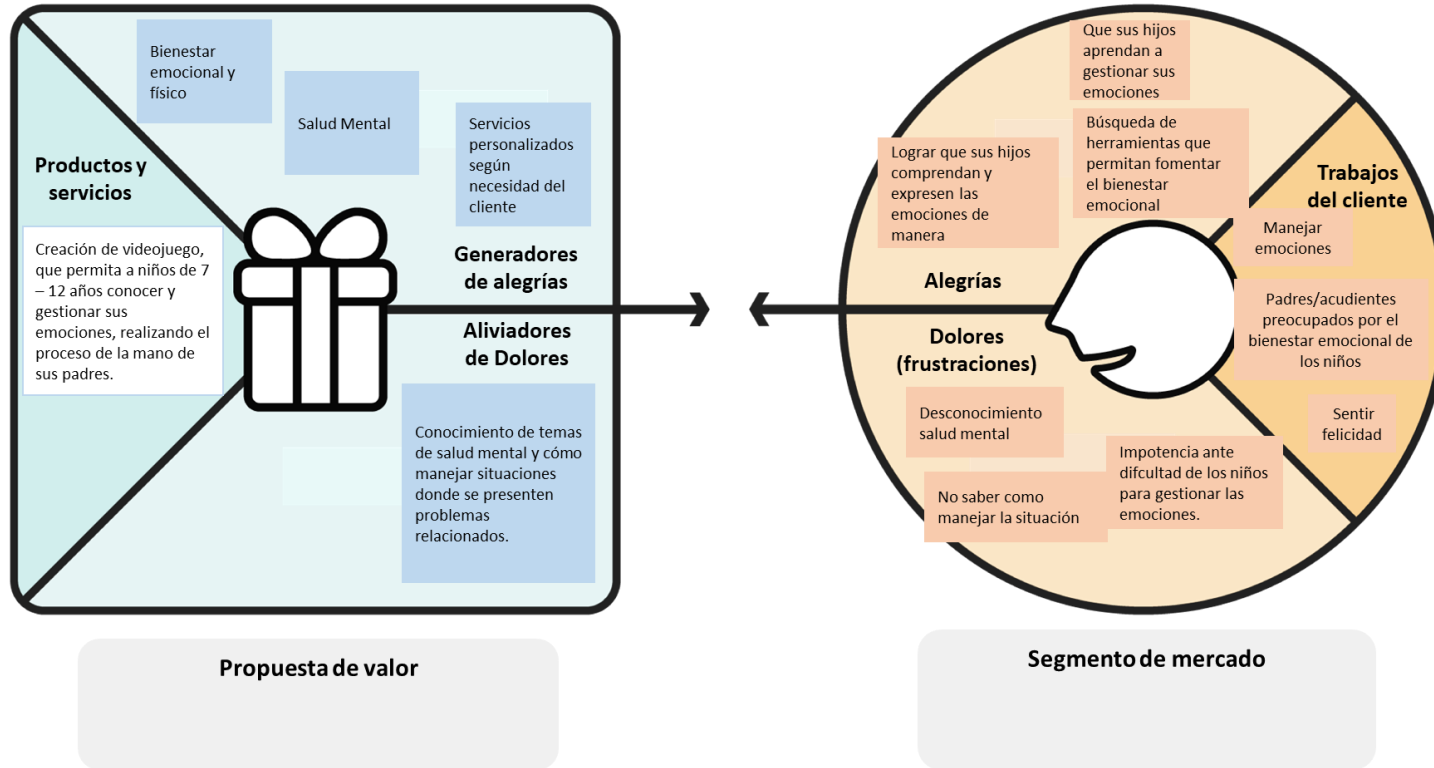 Bienestar
emocional y
físico
Salud Mental
Servicios
personalizados
según
necesidad del
cliente
Productos y
servicios
Creación de videojuego,
que permita a niños de 7
– 12 años conocer y
gestionar sus
emociones, realizando el
proceso de la mano de
sus padres.
Generadores
de alegrías
Aliviadores
de Dolores
Conocimiento de temas
de salud mental y cómo
manejar situaciones
donde se presenten
problemas
relacionados.
Propuesta de valor
Que sus hijos
aprendan a
gestionar sus
emociones
Búsqueda de
herramientas que
permitan fomentar
el bienestar
emocional
Lograr que sus hijos
comprendan y
expresen las
emociones de
manera
Trabajos
del cliente
Manejar
emociones
Padres/acudientes
preocupados por el
bienestar emocional de
los niños
Sentir
felicidad
Alegrías
Dolores
(frustraciones)
Desconocimiento
salud mental
No saber como
manejar la situación
Impotencia ante
difcultad de los niños
para gestionar las
emociones.
Segmento de mercado